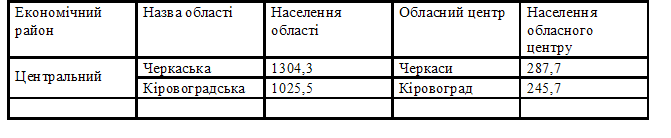 Економічний район
Назва області
Населення області
Обласний центр
Населення обласного центру
Центральний
Черкаська
1304,3
Черкаси
287,7
Кіровоградська
1025,5
Кіровоград
245,7